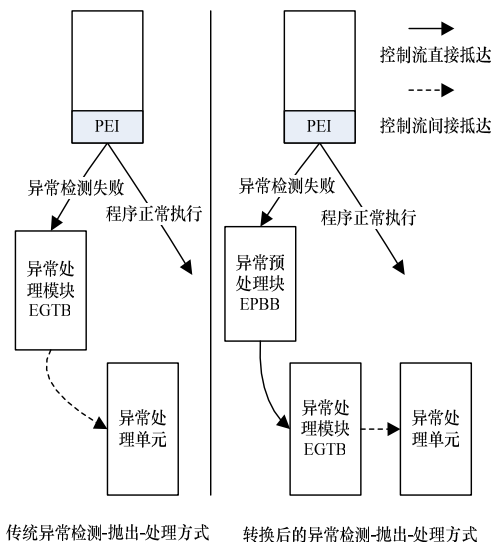 PEI
异常检测失败
程序正常执行
异常处
理模块
EGTB
异常处
理单元
传统异常检测-抛出-处理方式
控制流直接抵达
控制流间接抵达
PEI
异常检测失败
程序正常执行
异常预
处理块
EPBB
异常处
理模块
EGTB
异常处
理单元
转换后的异常检测-抛出-处理方式